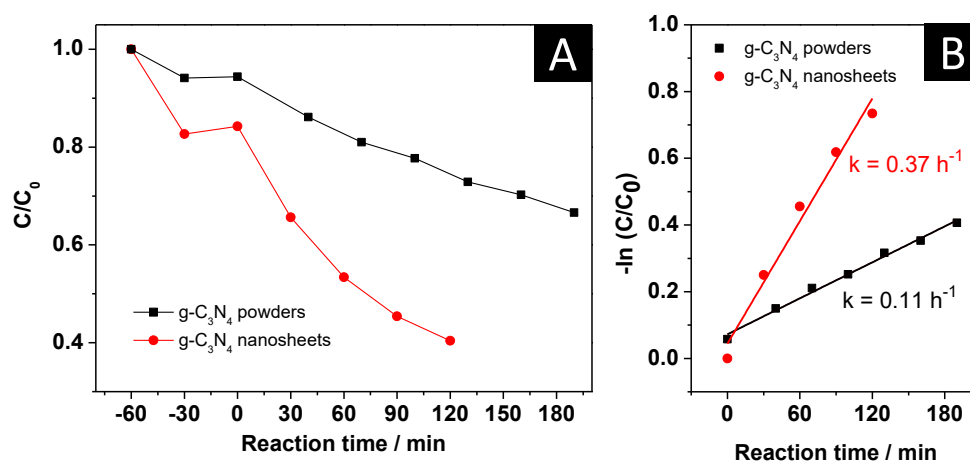 A
C/C₀
1.0
0.8
0.6
0.4
g-C₃N₄ powders
g-C₃N₄ nanosheets
-60 -30 0 30 60 90 120 150 180
Reaction time / min
B
-ln (C/C₀)
1.0
0.8
0.6
0.4
0.2
0.0
g-C₃N₄ powders
g-C₃N₄ nanosheets
k = 0.37 h⁻¹
k = 0.11 h⁻¹
0 60 120 180
Reaction time / min